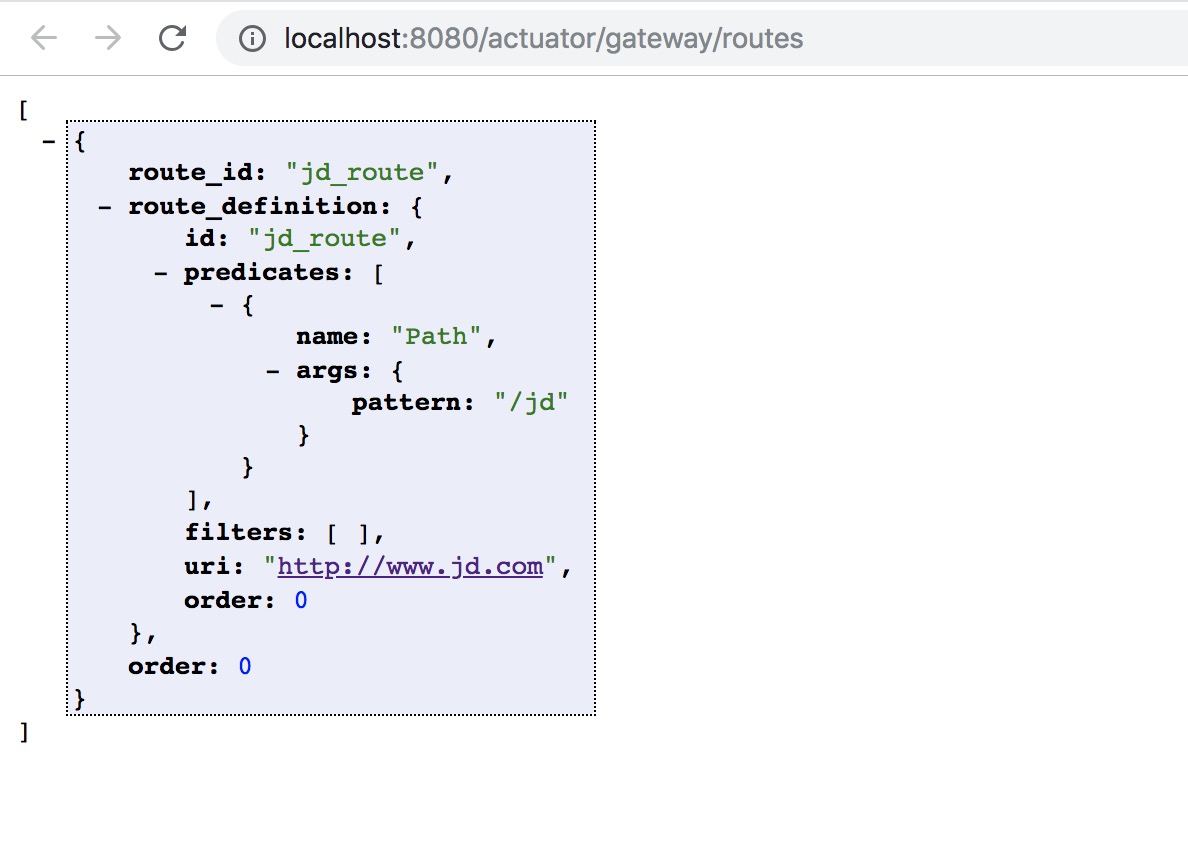 localhost:8080/actuator/gateway/routes
[
- {
route_id: "jd_route",
- route_definition: {
id: "jd_route",
- predicates: [
- {
name: "Path",
- args: {
pattern: "/jd"
}
}
],
filters: [ ],
uri: "http://www.jd.com",
order: 0
},
order: 0
}
]